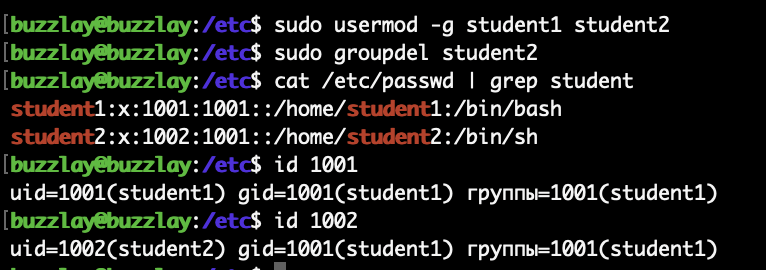 [buzzlay@buzzlay:/etc$ sudo usermod -g student1 student2
[buzzlay@buzzlay:/etc$ sudo groupdel student2
[buzzlay@buzzlay:/etc$ cat /etc/passwd | grep student
student1:x:1001:1001::/home/student1:/bin/bash
student2:x:1002:1001::/home/student2:/bin/sh
[buzzlay@buzzlay:/etc$ id 1001
uid=1001(student1) gid=1001(student1) группы=1001(student1)
[buzzlay@buzzlay:/etc$ id 1002
uid=1002(student2) gid=1001(student1) группы=1001(student1)